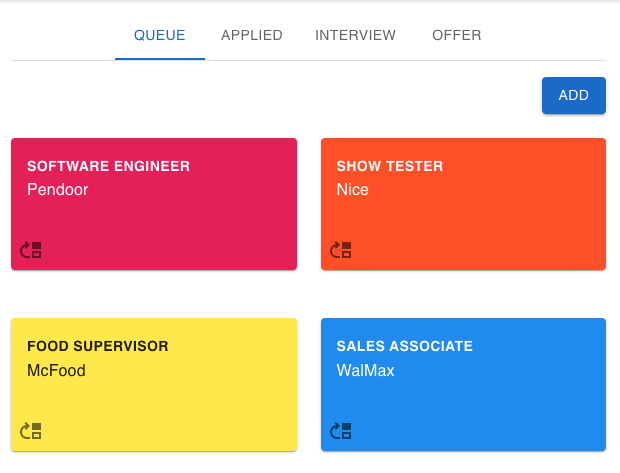 QUEUE APPLIED INTERVIEW OFFER
ADD
SOFTWARE ENGINEER
Pendoor
SHOW TESTER
Nice
FOOD SUPERVISOR
McFood
SALES ASSOCIATE
WalMax